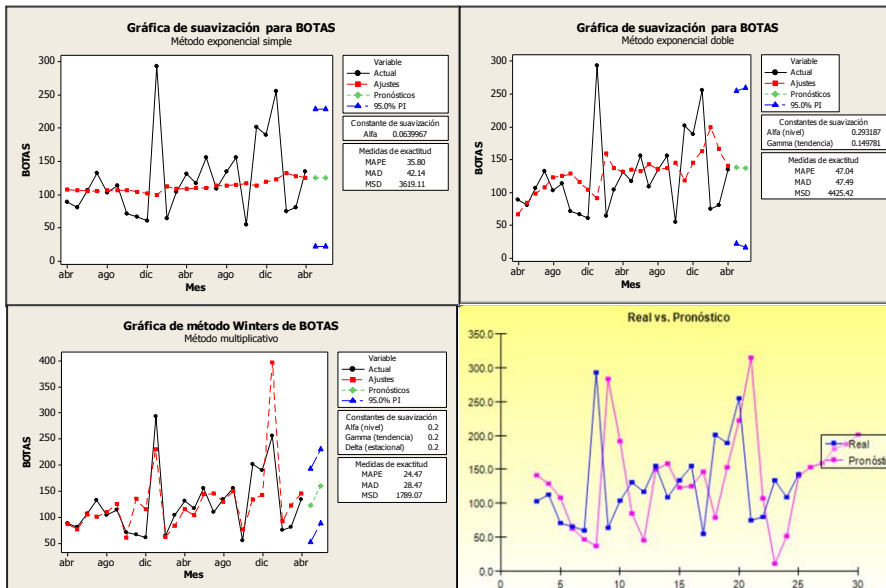 Gráfica de suavización para BOTAS
Método exponencial simple
300
250
200
150
100
50
0
BOTAS
abr ago dic abr ago dic abr
Mes
Variable
Actual
Ajustes
Pronósticos
95.0% PI
Constante de suavización
Alfa 0.0639967
Medidas de exactitud
MAPE 35.80
MAD 42.14
MSD 3619.11
Gráfica de suavización para BOTAS
Método exponencial doble
300
250
200
150
100
50
0
BOTAS
abr ago dic abr ago dic abr
Mes
Variable
Actual
Ajustes
Pronósticos
95.0% PI
Constantes de suavización
Alfa (nivel) 0.293187
Gamma (tendencia) 0.149781
Medidas de exactitud
MAPE 47.04
MAD 47.49
MSD 4425.42
Gráfica de método Winters de BOTAS
Método multiplicativo
400
350
300
250
200
150
100
50
BOTAS
abr ago dic abr ago dic abr
Mes
Variable
Actual
Ajustes
Pronósticos
95.0% PI
Constantes de suavización
Alfa (nivel) 0.2
Gamma (tendencia) 0.2
Delta (estacional) 0.2
Medidas de exactitud
MAPE 24.47
MAD 28.47
MSD 1789.07
Real vs. Pronóstico
350.0
300.0
250.0
200.0
150.0
100.0
50.0
0.0
0 5 10 15 20 25 30
Real
Pronóstico